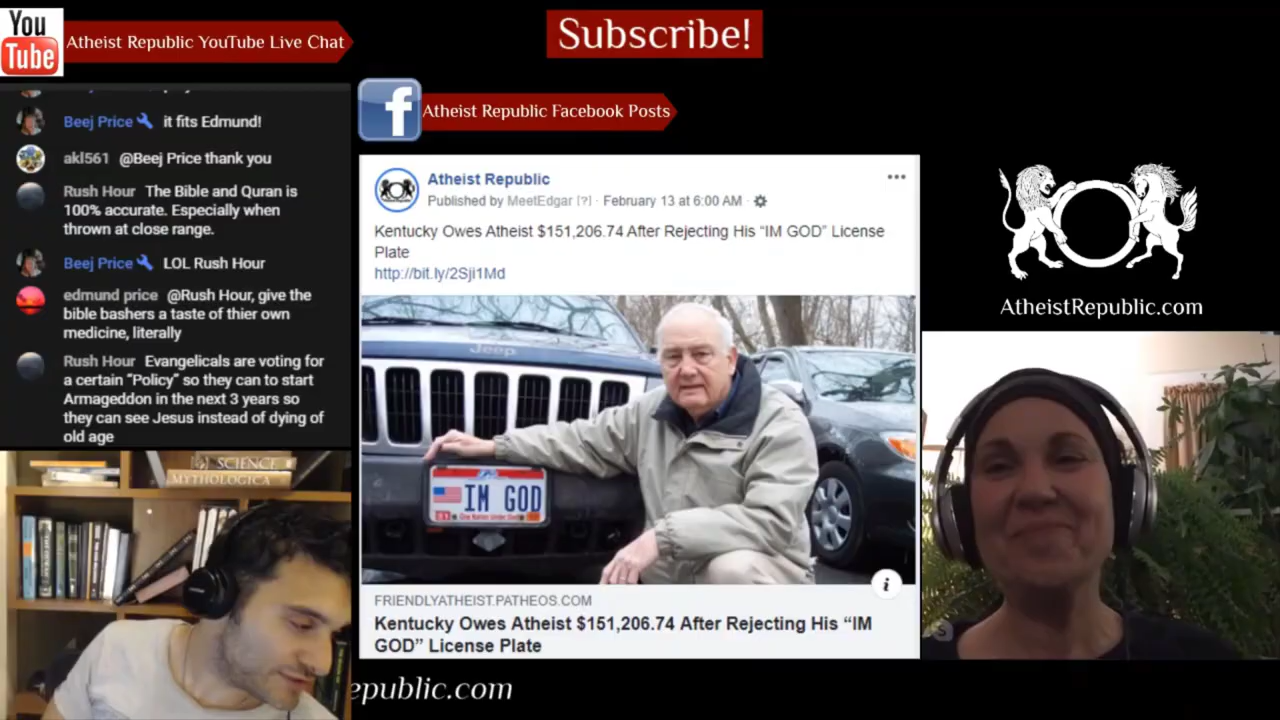 You
Tube
Atheist Republic YouTube Live Chat
Subscribe!
Beej Price it fits Edmund!
akl561 @Beej Price thank you
Rush Hour The Bible and Quran is
100% accurate. Especially when
thrown at close range.
Beej Price LOL Rush Hour
edmund price @Rush Hour, give the
bible bashers a taste of thier own
medicine, literally
Rush Hour Evangelicals are voting for
a certain “Policy” so they can to start
Armageddon in the next 3 years so
they can see Jesus instead of dying of
old age
f
Atheist Republic Facebook Posts
Atheist Republic
Published by MeetEdgar [?] · February 13 at 6:00 AM ·
Kentucky Owes Atheist $151,206.74 After Rejecting His “IM GOD” License
Plate
http://bit.ly/2Sji1Md
Jeep
IM GOD
One Nation Under God
i
FRIENDLYATHEIST.PATHEOS.COM
Kentucky Owes Atheist $151,206.74 After Rejecting His “IM
GOD” License Plate
AtheistRepublic.com
SCIENCE
MYTHOLOGICA
S
epublic.com